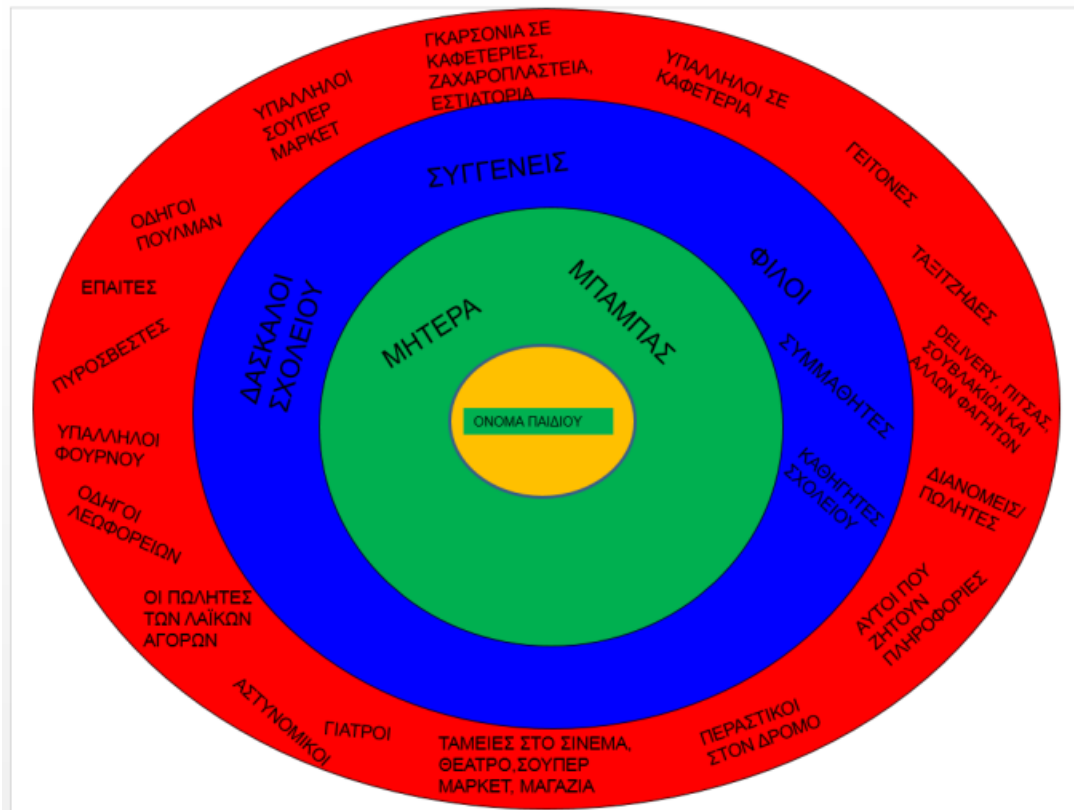 ΓΚΑΡΣΟΝΙΑ ΣΕ
ΚΑΦΕΤΕΡΙΕΣ,
ΖΑΧΑΡΟΠΛΑΣΤΕΙΑ,
ΕΣΤΙΑΤΟΡΙΑ
ΥΠΑΛΛΗΛΟΙ ΣΕ
ΚΑΦΕΤΕΡΙΑ
ΥΠΑΛΛΗΛΟΙ
ΣΟΥΠΕΡ
ΜΑΡΚΕΤ
ΓΕΙΤΟΝΕΣ
ΣΥΓΓΕΝΕΙΣ
ΟΔΗΓΟΙ
ΠΟΥΛΜΑΝ
ΦΙΛΟΙ
ΤΑΞΙΤΖΗΔΕΣ
ΕΠΑΙΤΕΣ
ΔΑΣΚΑΛΟΙ
ΣΧΟΛΕΙΟΥ
ΜΗΤΕΡΑ
ΜΠΑΜΠΑΣ
ΣΥΜΜΑΘΗΤΕΣ
DELIVERY, ΠΙΤΣΑΣ,
ΣΟΥΒΛΑΚΙΩΝ ΚΑΙ
ΑΛΛΩΝ ΦΑΓΗΤΩΝ
ΠΥΡΟΣΒΕΣΤΕΣ
ΟΝΟΜΑ ΠΑΙΔΙΟΥ
ΥΠΑΛΛΗΛΟΙ
ΦΟΥΡΝΟΥ
ΚΑΘΗΓΗΤΕΣ
ΣΧΟΛΕΙΟΥ
ΔΙΑΝΟΜΕΙΣ/
ΠΩΛΗΤΕΣ
ΟΔΗΓΟΙ
ΛΕΩΦΟΡΕΙΩΝ
ΟΙ ΠΩΛΗΤΕΣ
ΤΩΝ ΛΑΪΚΩΝ
ΑΓΟΡΩΝ
ΑΥΤΟΙ ΠΟΥ
ΖΗΤΟΥΝ
ΠΛΗΡΟΦΟΡΙΕΣ
ΑΣΤΥΝΟΜΙΚΟΙ
ΓΙΑΤΡΟΙ
ΤΑΜΕΙΕΣ ΣΤΟ ΣΙΝΕΜΑ,
ΘΕΑΤΡΟ,ΣΟΥΠΕΡ
ΜΑΡΚΕΤ, ΜΑΓΑΖΙΑ
ΠΕΡΑΣΤΙΚΟΙ
ΣΤΟΝ ΔΡΟΜΟ